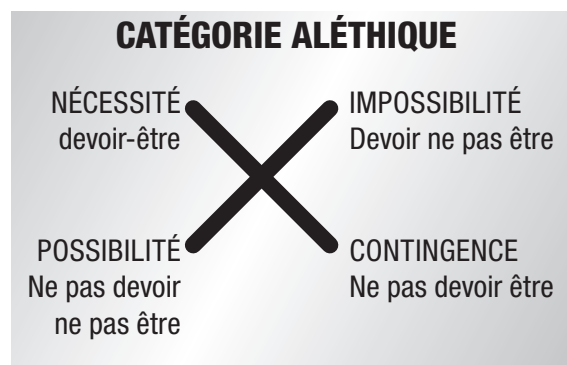 CATÉGORIE ALÉTHIQUE
NÉCESSITÉ
devoir-être
IMPOSSIBILITÉ
Devoir ne pas être
POSSIBILITÉ
Ne pas devoir
ne pas être
CONTINGENCE
Ne pas devoir être